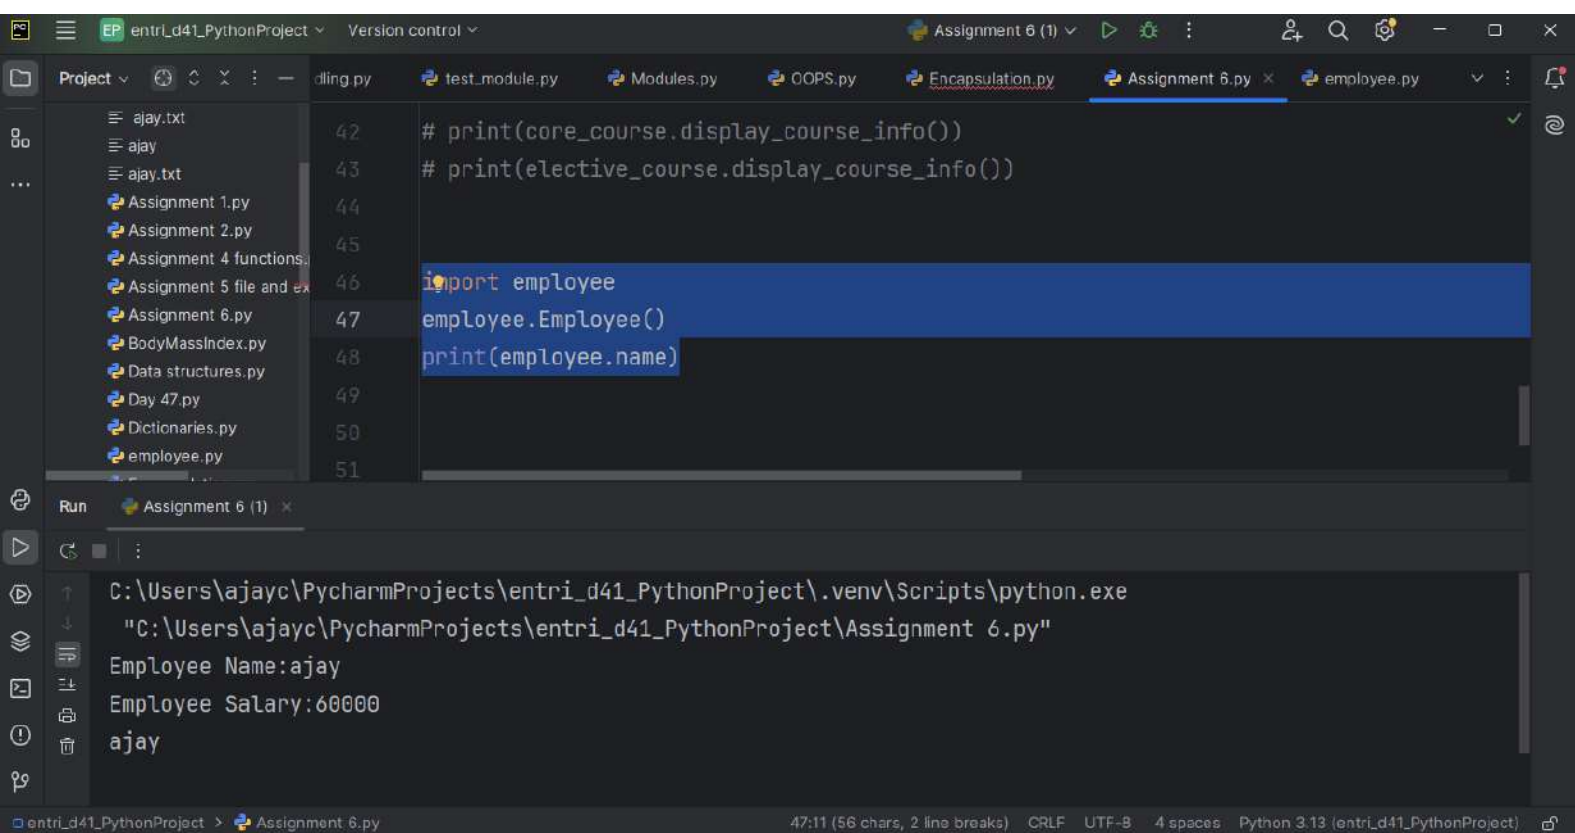 PC
EP entri_d41_PythonProject Version control Assignment 6 (1)
Project dling.py test_module.py Modules.py OOPS.py Encapsulation.py Assignment 6.py employee.py
ajay.txt
ajay
ajay.txt
Assignment 1.py
Assignment 2.py
Assignment 4 functions.
Assignment 5 file and ex
Assignment 6.py
BodyMassIndex.py
Data structures.py
Day 47.py
Dictionaries.py
employee.py
42 # print(core_course.display_course_info())
43 # print(elective_course.display_course_info())
44
45
46 import employee
47 employee.Employee()
48 print(employee.name)
49
50
51
Run Assignment 6 (1)
C:\Users\ajayc\PycharmProjects\entri_d41_PythonProject\.venv\Scripts\python.exe
"C:\Users\ajayc\PycharmProjects\entri_d41_PythonProject\Assignment 6.py"
Employee Name:ajay
Employee Salary:60000
ajay
entri_d41_PythonProject > Assignment 6.py 47:11 (56 chars, 2 line breaks) CRLF UTF-8 4 spaces Python 3.13 (entri_d41_PythonProject)